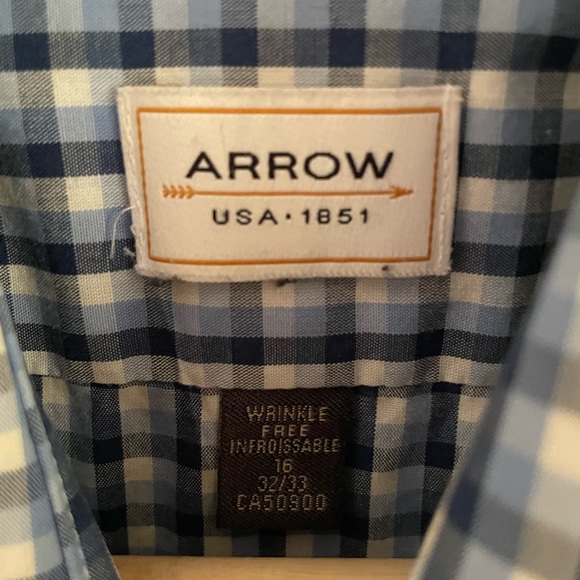 ARROW
USA · 1851
WRINKLE
FREE
INFROISSABLE
16
32/33
CA50900